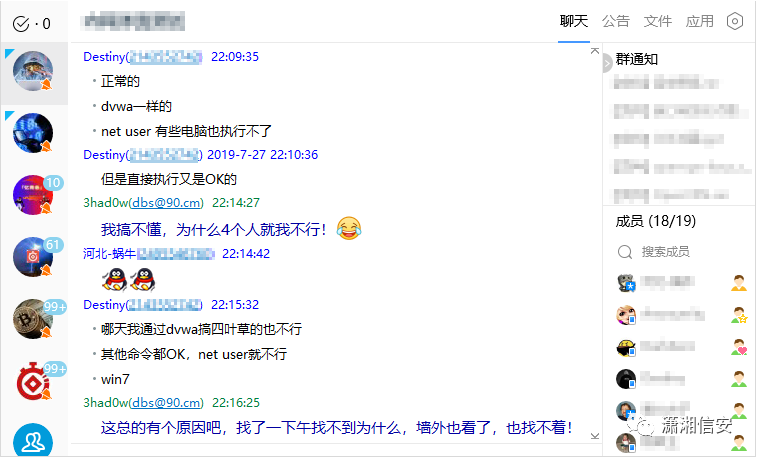 · 0
聊天 公告 文件 应用
Destiny( ) 22:09:35
• 正常的
• dvwa一样的
• net user 有些电脑也执行不了
Destiny( ) 2019-7-27 22:10:36
但是直接执行又是OK的
3had0w(dbs@90.cm) 22:14:27
我搞不懂，为什么4个人就我不行！
河北-蜗牛 22:14:42
Destiny( ) 22:15:32
• 哪天我通过dvwa搞四叶草的也不行
• 其他命令都OK，net user就不行
• win7
3had0w(dbs@90.cm) 22:16:25
这总的有个原因吧，找了一下午找不到为什么，墙外也看了，也找不着！
10
61
99+
99+
群通知
成员 (18/19)
搜索成员
潇湘信安